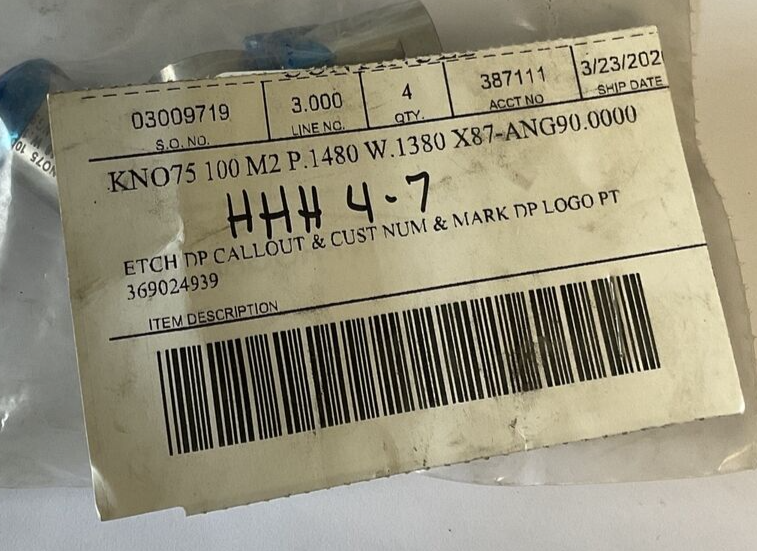 03009719 3.000 4 387111 3/23/202
S.O. NO. LINE NO. QTY. ACCT NO SHIP DATE
KNO75 100 M2 P.1480 W.1380 X87-ANG90.0000
HHH 4-7
ETCH DP CALLOUT & CUST NUM & MARK DP LOGO PT
369024939
ITEM DESCRIPTION